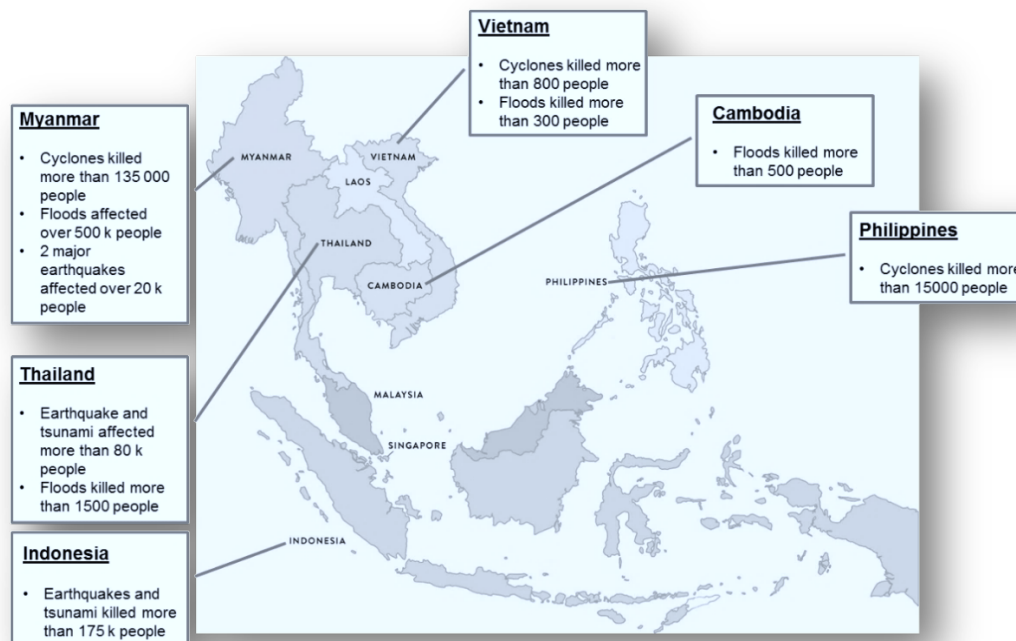 Vietnam
• Cyclones killed more
than 800 people
• Floods killed more
than 300 people
Myanmar
• Cyclones killed
more than 135 000
people
• Floods affected
over 500 k people
• 2 major
earthquakes
affected over 20 k
people
Cambodia
• Floods killed more
than 500 people
Philippines
• Cyclones killed more
than 15000 people
Thailand
• Earthquake and
tsunami affected
more than 80 k
people
• Floods killed more
than 1500 people
Indonesia
• Earthquakes and
tsunami killed more
than 175 k people
MYANMAR
VIETNAM
LAOS
THAILAND
CAMBODIA
PHILIPPINES
MALAYSIA
SINGAPORE
INDONESIA